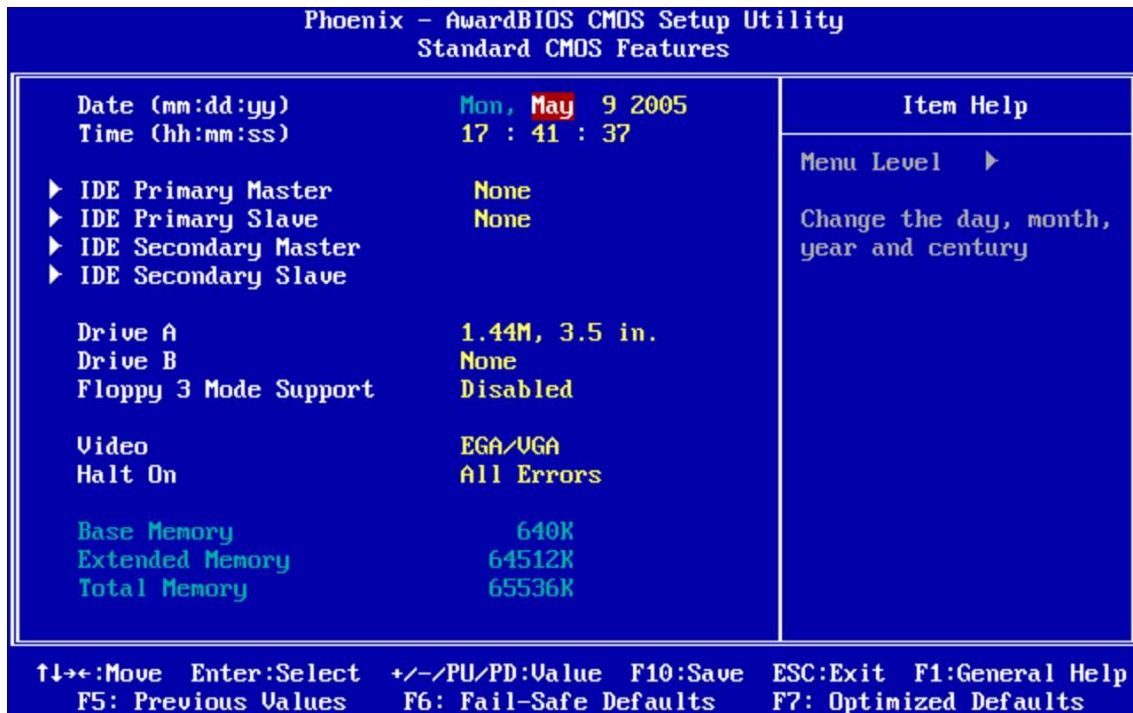 Phoenix - AwardBIOS CMOS Setup Utility
Standard CMOS Features
Date (mm:dd:yy) Mon, May 9 2005
Time (hh:mm:ss) 17 : 41 : 37
IDE Primary Master None
IDE Primary Slave None
IDE Secondary Master
IDE Secondary Slave
Drive A 1.44M, 3.5 in.
Drive B None
Floppy 3 Mode Support Disabled
Video EGA/VGA
Halt On All Errors
Base Memory 640K
Extended Memory 64512K
Total Memory 65536K
Item Help
Menu Level ▶
Change the day, month,
year and century
↑↓→←:Move Enter:Select +/-/PU/PD:Value F10:Save ESC:Exit F1:General Help
F5: Previous Values F6: Fail-Safe Defaults F7: Optimized Defaults